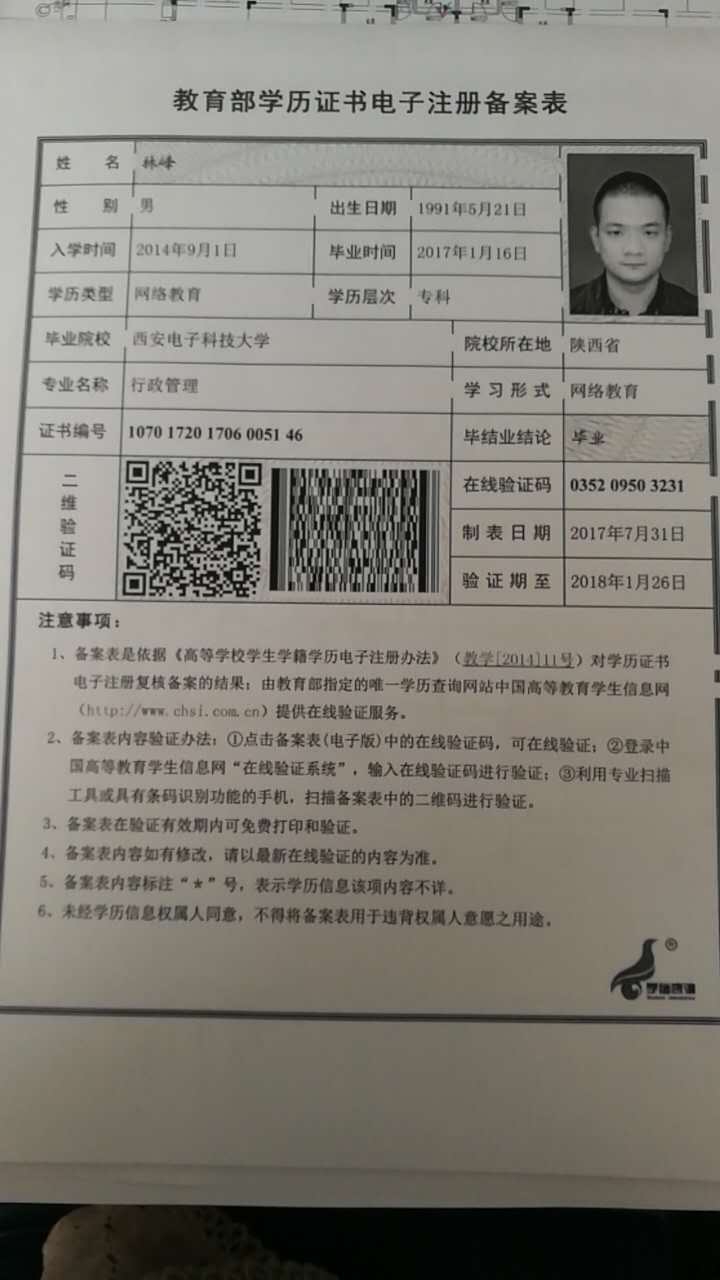 教育部学历证书电子注册备案表
姓 名 林峰
性 别 男 出生日期 1991年5月21日
入学时间 2014年9月1日 毕业时间 2017年1月16日
学历类型 网络教育 学历层次 专科
毕业院校 西安电子科技大学 院校所在地 陕西省
专业名称 行政管理 学习形式 网络教育
证书编号 1070 1720 1706 0051 46 毕结业结论 毕业
二维验证码 在线验证码 0352 0950 3231
制表日期 2017年7月31日
验证期至 2018年1月26日
注意事项：
1、备案表是依据《高等学校学生学籍学历电子注册办法》（教学[2014]11号）对学历证书
电子注册复核备案的结果；由教育部指定的唯一学历查询网站中国高等教育学生信息网
（http://www.chsi.com.cn）提供在线验证服务。
2、备案表内容验证办法：①点击备案表(电子版)中的在线验证码，可在线验证；②登录中
国高等教育学生信息网“在线验证系统”，输入在线验证码进行验证；③利用专业扫描
工具或具有条码识别功能的手机，扫描备案表中的二维码进行验证。
3、备案表在验证有效期内可免费打印和验证。
4、备案表内容如有修改，请以最新在线验证的内容为准。
5、备案表内容标注“*”号，表示学历信息该项内容不详。
6、未经学历信息权属人同意，不得将备案表用于违背权属人意愿之用途。
®
学信咨询